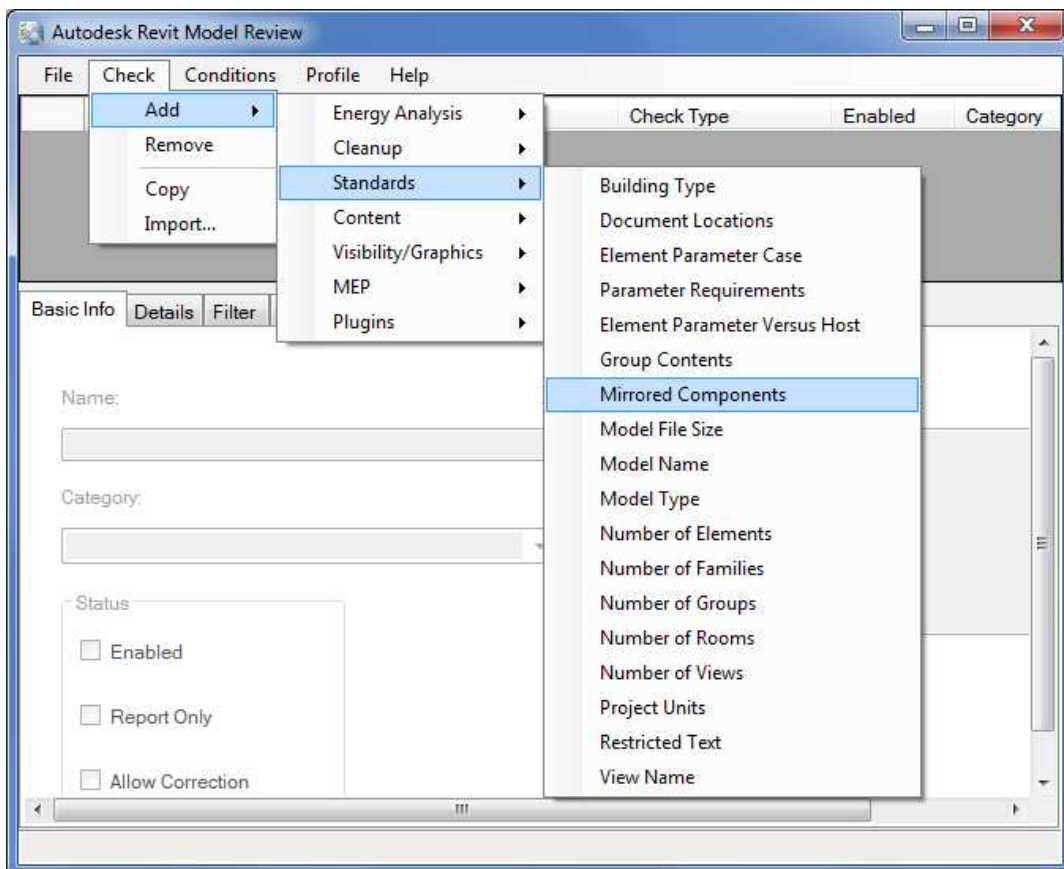 Autodesk Revit Model Review
File Check Conditions Profile Help
Add Energy Analysis Check Type Enabled Category
Remove Cleanup
Standards Building Type
Copy Content Document Locations
Import... Visibility/Graphics Element Parameter Case
MEP Parameter Requirements
Basic Info Details Filter Plugins Element Parameter Versus Host
Group Contents
Name: Mirrored Components
Model File Size
Model Name
Category: Model Type
Number of Elements
Number of Families
Status Number of Groups
Enabled Number of Rooms
Number of Views
Report Only Project Units
Restricted Text
Allow Correction View Name